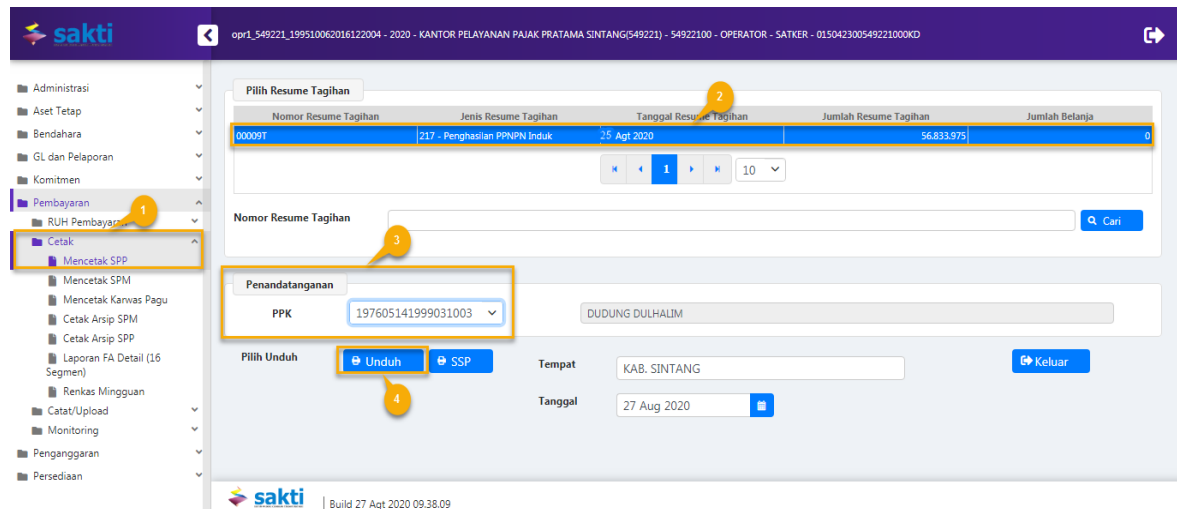 sakti
opr1_549221_199510062016122004 - 2020 - KANTOR PELAYANAN PAJAK PRATAMA SINTANG(549221) - 54922100 - OPERATOR - SATKER - 015042300549221000KD
Administrasi
Aset Tetap
Bendahara
GL dan Pelaporan
Komitmen
Pembayaran
1
RUH Pembayaran
Cetak
Mencetak SPP
Mencetak SPM
Mencetak Karwas Pagu
Cetak Arsip SPM
Cetak Arsip SPP
Laporan FA Detail (16
Segmen)
Renkas Mingguan
Catat/Upload
Monitoring
Penganggaran
Persediaan
Pilih Resume Tagihan
2
Nomor Resume Tagihan Jenis Resume Tagihan Tanggal Resume Tagihan Jumlah Resume Tagihan Jumlah Belanja
00009T 217 - Penghasilan PPNPN Induk 25 Agt 2020 56.833.975 0
1 10
Nomor Resume Tagihan Cari
3
Penandatanganan
PPK 197605141999031003 DUDUNG DULHALIM
Pilih Unduh Unduh SSP Tempat KAB. SINTANG Keluar
4
Tanggal 27 Aug 2020
sakti | Build 27 Agt 2020 09.38.09